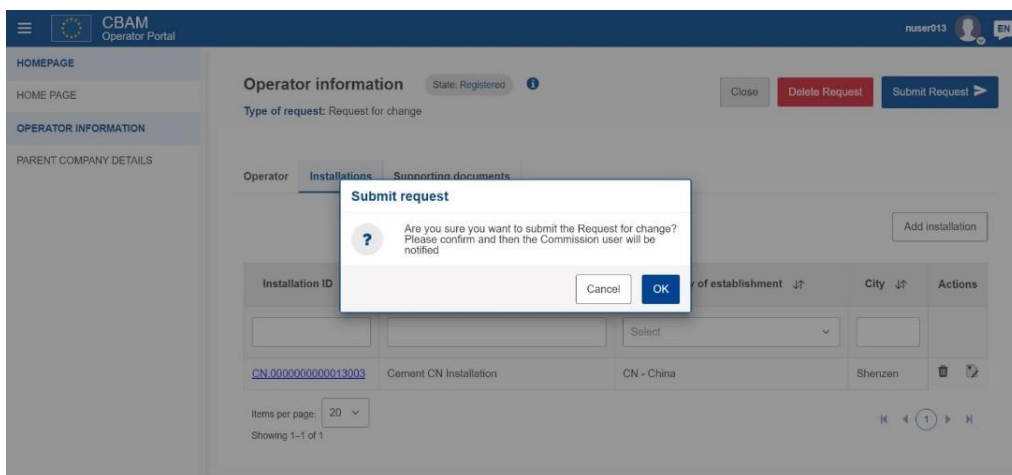 CBAM
Operator Portal
nuser013
EN
HOMEPAGE
HOME PAGE
OPERATOR INFORMATION
PARENT COMPANY DETAILS
Operator information
State: Registered
Close
Delete Request
Submit Request
Type of request: Request for change
Operator
Installations
Supporting documents
Submit request
?
Are you sure you want to submit the Request for change?
Please confirm and then the Commission user will be
notified
Cancel
OK
Add installation
Installation ID
of establishment
City
Actions
Select
CN.0000000000013003
Cement CN Installation
CN - China
Shenzen
Items per page: 20
Showing 1–1 of 1
1